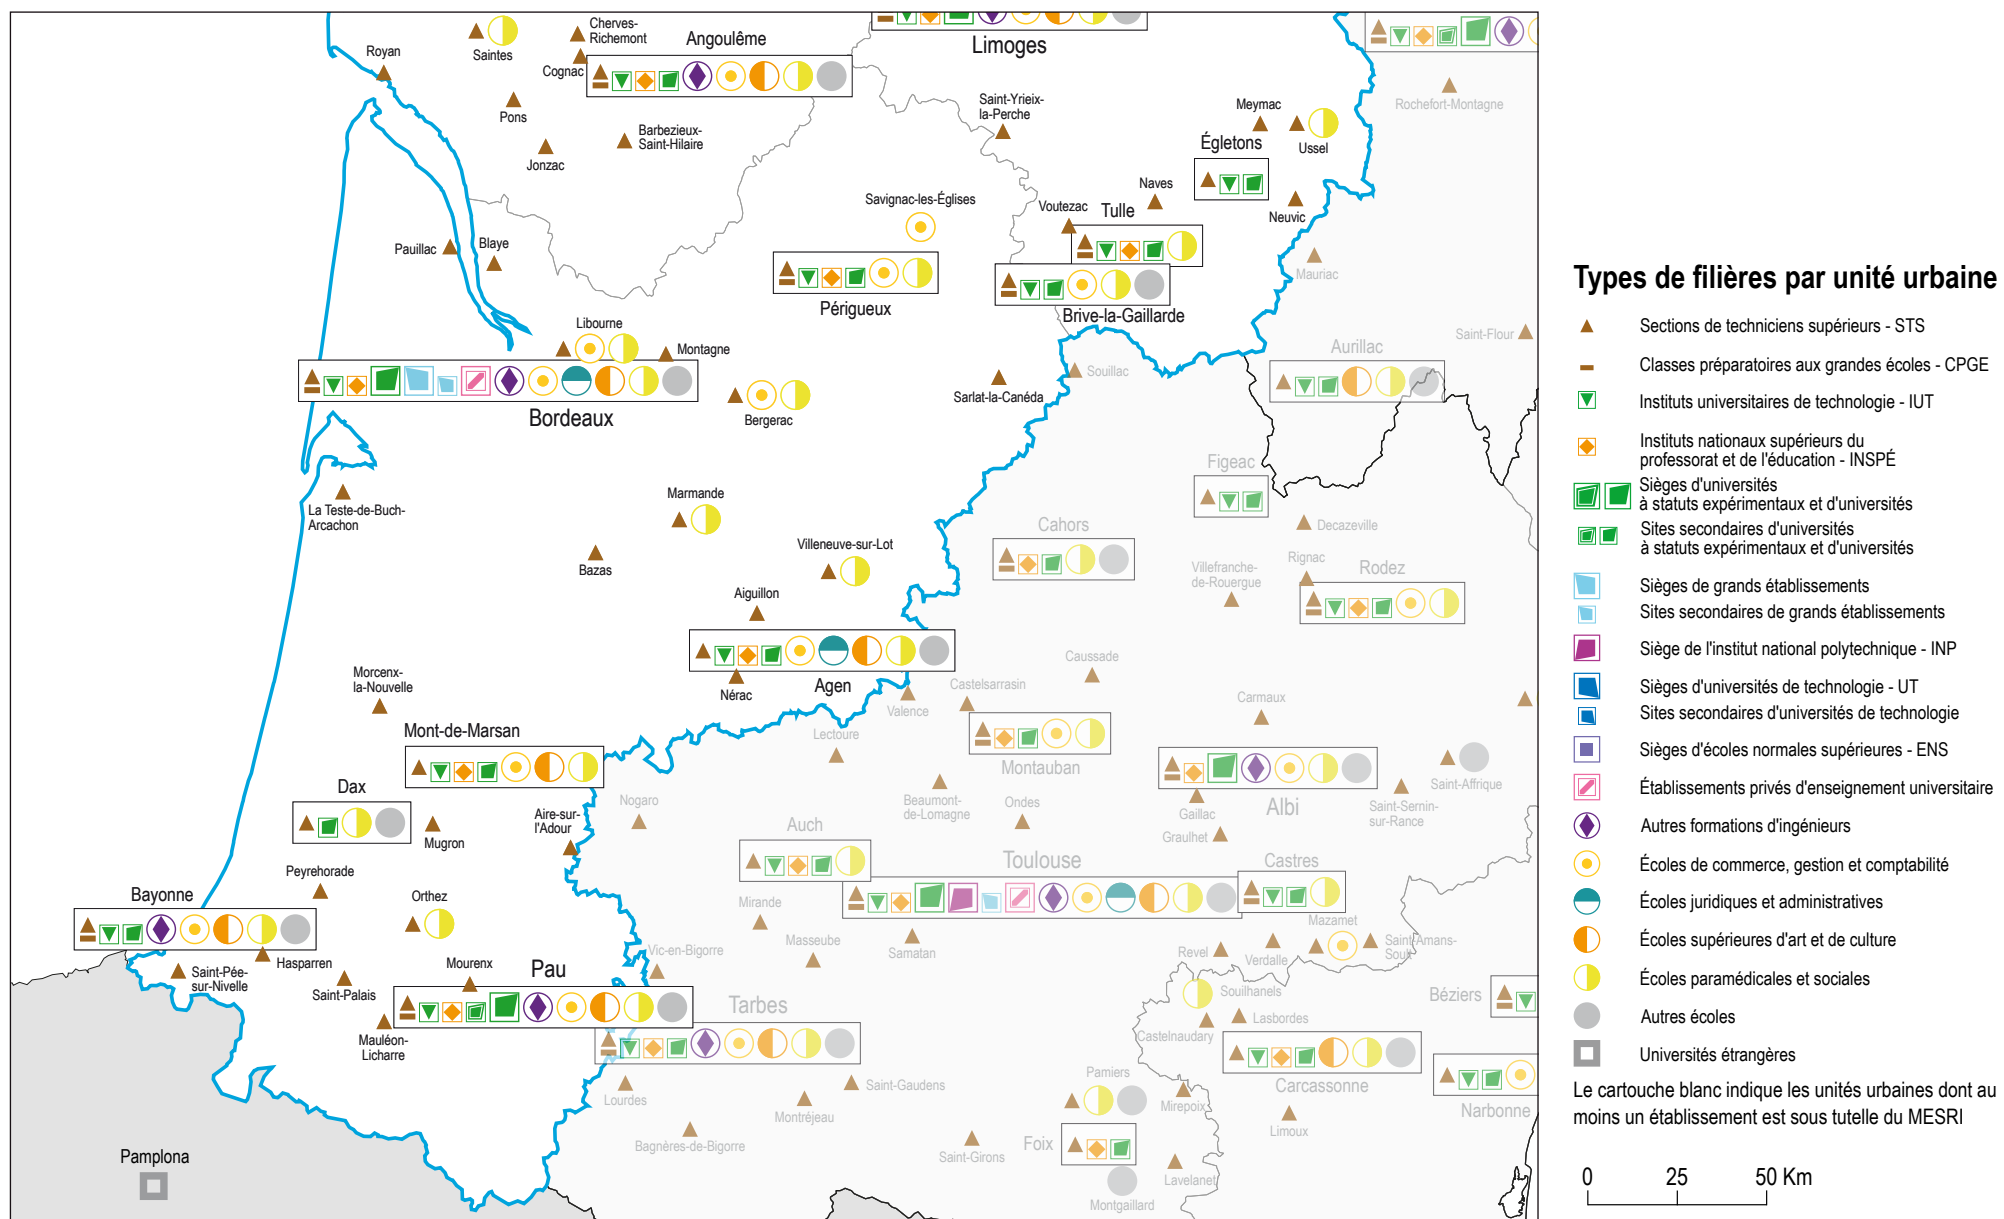 Royan
Saintes
Cherves-
Richemont
Cognac
Angoulême
Limoges
Pons
Jonzac
Barbezieux-
Saint-Hilaire
Saint-Yrieix-
la-Perche
Meymac
Ussel
Rochefort-Montagne
Égletons
Naves
Neuvic
Voutezac
Tulle
Savignac-les-Églises
Pauillac
Blaye
Mauriac
Périgueux
Brive-la-Gaillarde
Libourne
Montagne
Saint-Flour
Aurillac
Souillac
Sarlat-la-Canéda
Bordeaux
Bergerac
Figeac
La Teste-de-Buch-
Arcachon
Marmande
Cahors
Decazeville
Villeneuve-sur-Lot
Bazas
Rignac
Villefranche-
de-Rouergue
Rodez
Aiguillon
Caussade
Morcenx-
la-Nouvelle
Nérac
Agen
Castelsarrasin
Valence
Carmaux
Mont-de-Marsan
Lectoure
Montauban
Dax
Saint-Affrique
Nogaro
Beaumont-
de-Lomagne
Ondes
Gaillac
Albi
Saint-Sernin-
sur-Rance
Aire-sur-
l'Adour
Mugron
Graulhet
Auch
Toulouse
Castres
Peyrehorade
Bayonne
Orthez
Mirande
Mazamet
Masseube
Samatan
Revel
Verdalle
Saint-Amans-
Soult
Vic-en-Bigorre
Hasparren
Saint-Pée-
sur-Nivelle
Mourenx
Pau
Saint-Palais
Tarbes
Souilhanels
Béziers
Lasbordes
Castelnaudary
Mauléon-
Licharre
Pamiers
Carcassonne
Lourdes
Saint-Gaudens
Montréjeau
Mirepoix
Narbonne
Limoux
Bagnères-de-Bigorre
Saint-Girons
Foix
Lavelanet
Montgaillard
Pamplona
Types de filières par unité urbaine
Sections de techniciens supérieurs - STS
Classes préparatoires aux grandes écoles - CPGE
Instituts universitaires de technologie - IUT
Instituts nationaux supérieurs du
professorat et de l'éducation - INSPÉ
Sièges d'universités
à statuts expérimentaux et d'universités
Sites secondaires d'universités
à statuts expérimentaux et d'universités
Sièges de grands établissements
Sites secondaires de grands établissements
Siège de l'institut national polytechnique - INP
Sièges d'universités de technologie - UT
Sites secondaires d'universités de technologie
Sièges d'écoles normales supérieures - ENS
Établissements privés d'enseignement universitaire
Autres formations d'ingénieurs
Écoles de commerce, gestion et comptabilité
Écoles juridiques et administratives
Écoles supérieures d'art et de culture
Écoles paramédicales et sociales
Autres écoles
Universités étrangères
Le cartouche blanc indique les unités urbaines dont au
moins un établissement est sous tutelle du MESRI
0 25 50 Km